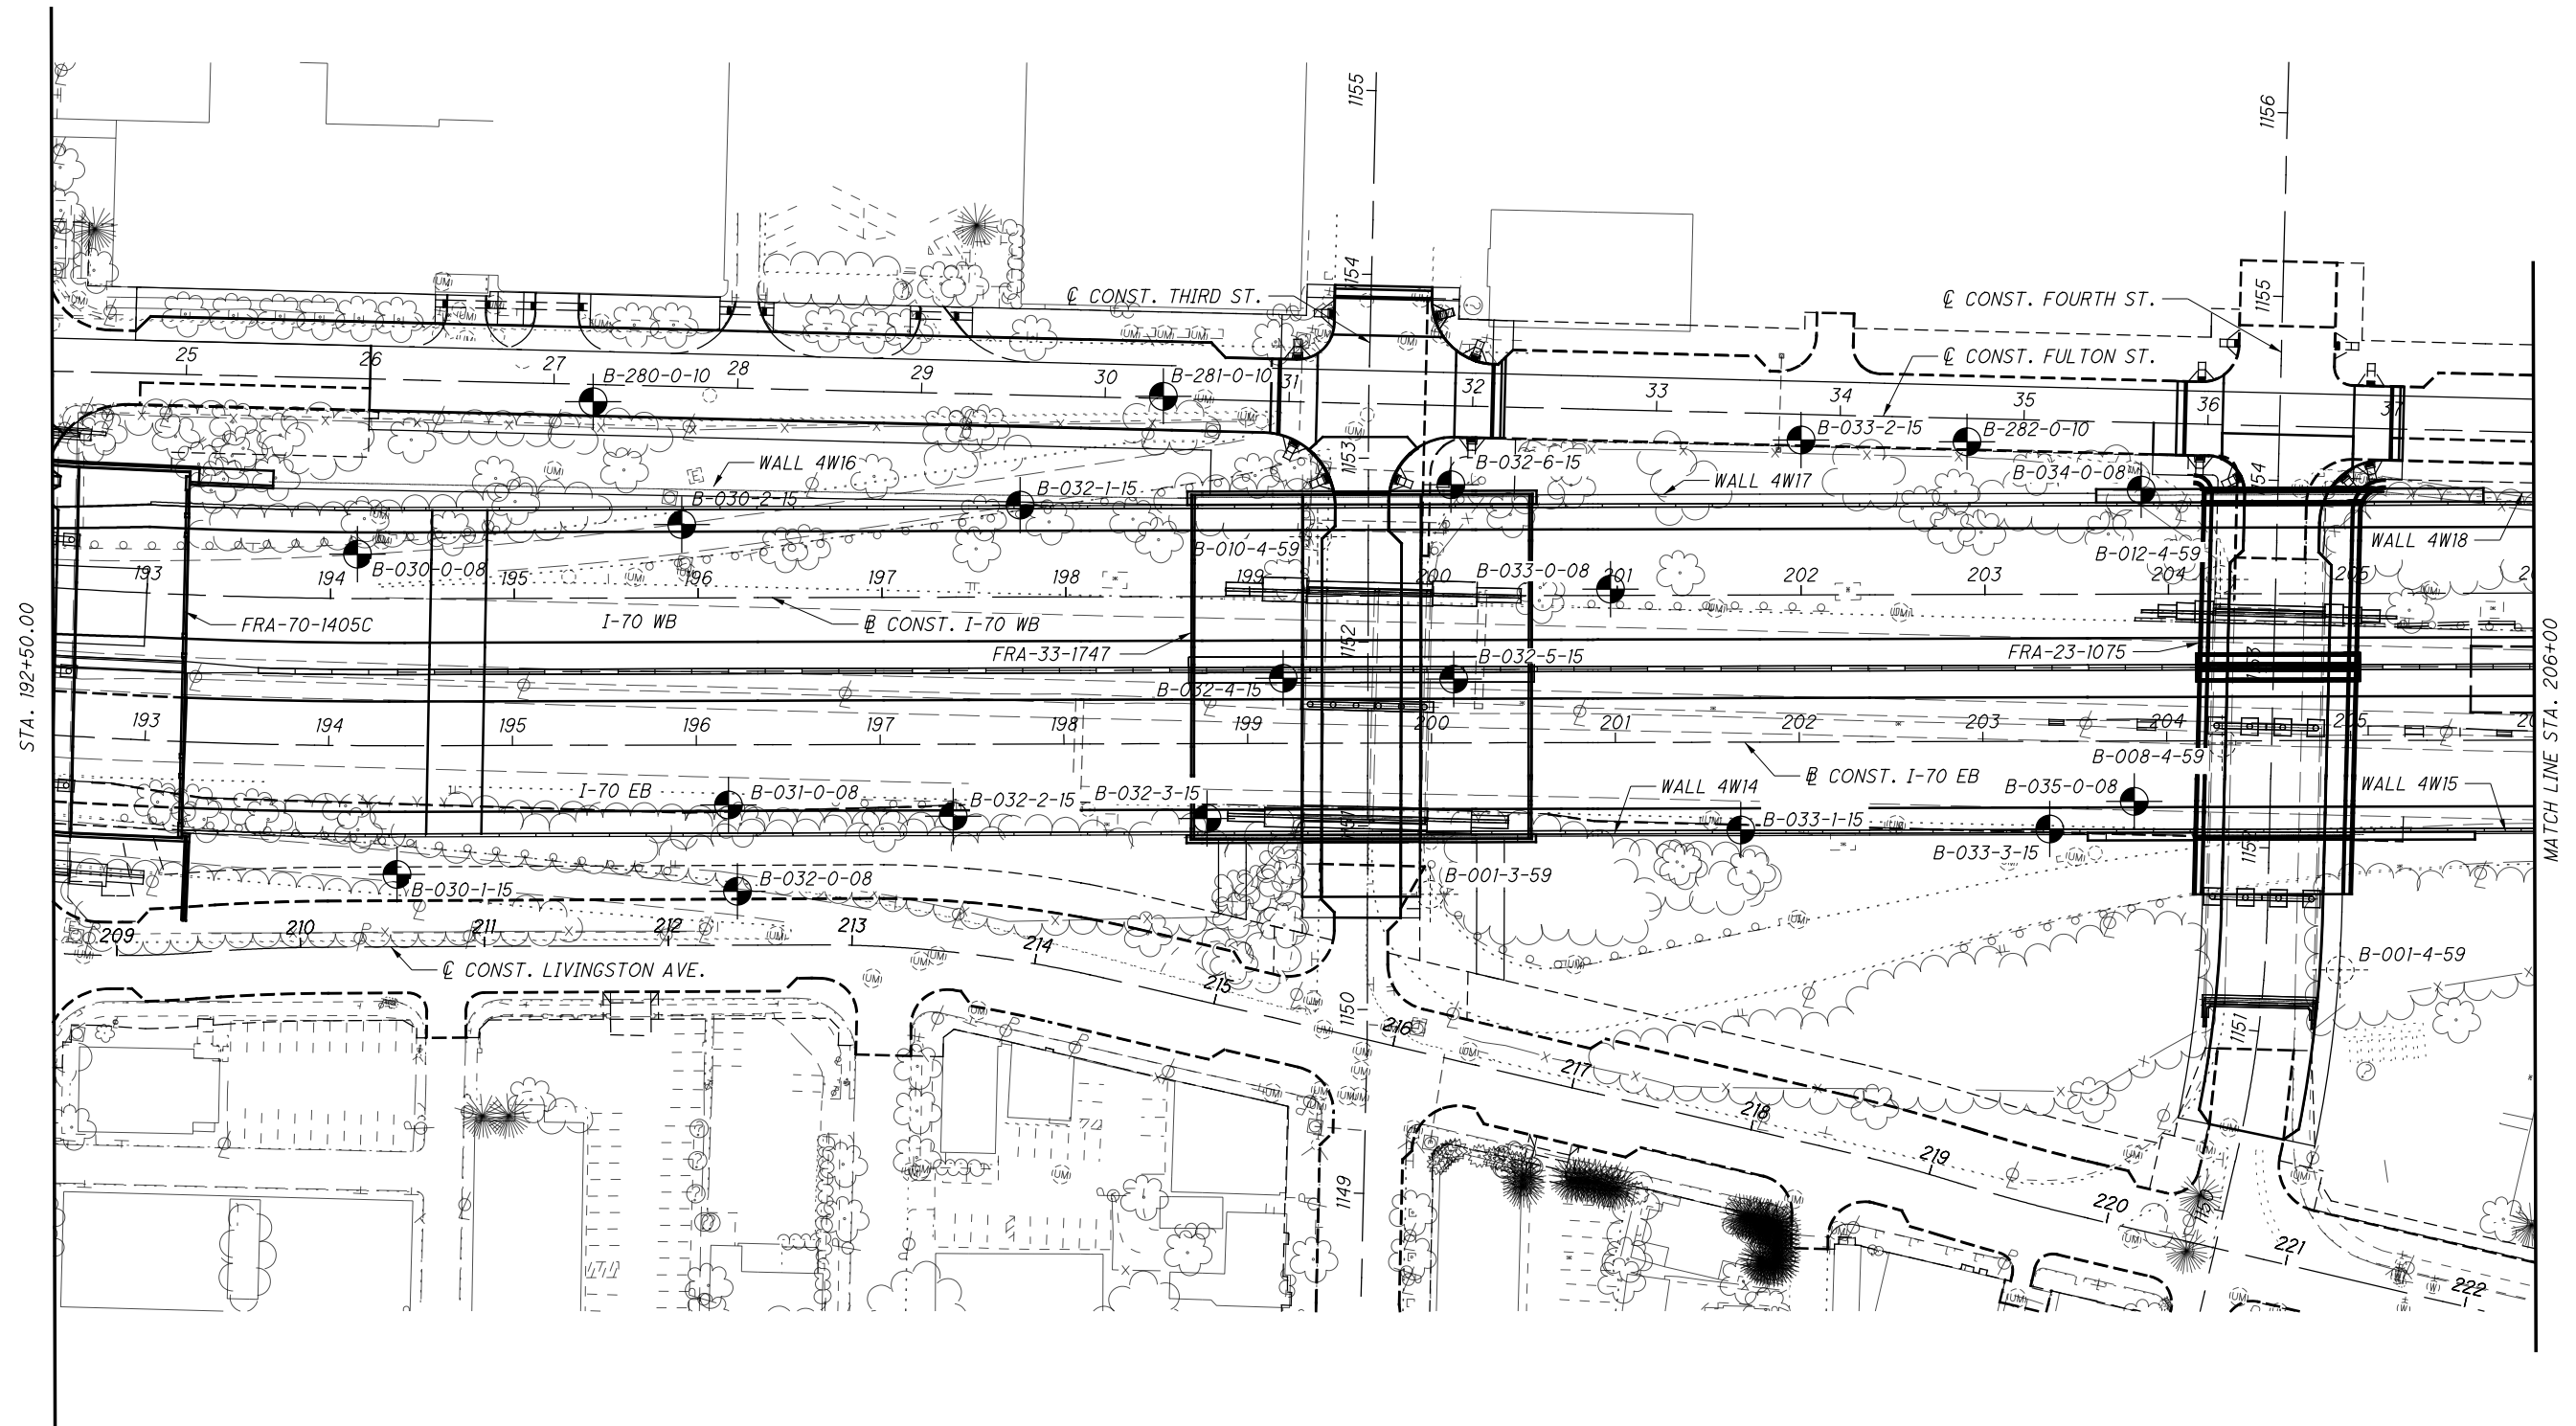 1155
1156
1154
℄ CONST. THIRD ST.
℄ CONST. FOURTH ST.
1155
25 26 27 28 29 30 31 32 33 34 35 36 37
℄ CONST. FULTON ST.
B-280-0-10
B-281-0-10
B-033-2-15
B-282-0-10
1153
WALL 4W16
B-032-6-15
B-034-0-08
WALL 4W17
B-030-2-15
B-032-1-15
B-010-4-59
B-012-4-59
WALL 4W18
B-030-0-08
B-033-0-08
193 194 195 196 197 198 199 200 201 202 203 204 205
STA. 192+50.00
FRA-70-1405C
I-70 WB
CONST. I-70 WB
1152
FRA-33-1747
FRA-23-1075
MATCH LINE STA. 206+00
B-032-4-15
B-032-5-15
1153
193 194 195 196 197 198 199 200 201 202 203 204 205
B-008-4-59
CONST. I-70 EB
I-70 EB
B-031-0-08
B-032-2-15
B-032-3-15
WALL 4W14
B-035-0-08
WALL 4W15
B-033-1-15
B-033-3-15
B-030-1-15
B-032-0-08
B-001-3-59
209 210 211 212 213 214 215 216 217 218 219 220 221 222
℄ CONST. LIVINGSTON AVE.
B-001-4-59
1150
1151
1149